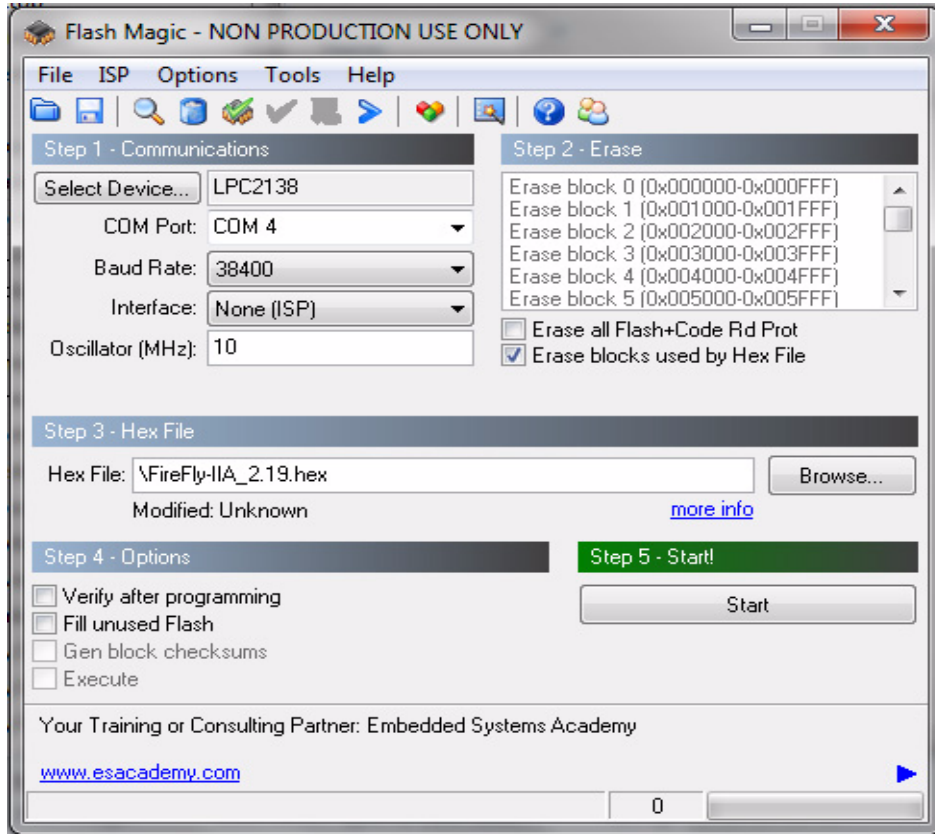 Flash Magic - NON PRODUCTION USE ONLY
File ISP Options Tools Help
Step 1 - Communications
Select Device... LPC2138
COM Port: COM 4
Baud Rate: 38400
Interface: None (ISP)
Oscillator (MHz): 10
Step 2 - Erase
Erase block 0 (0x000000-0x000FFF)
Erase block 1 (0x001000-0x001FFF)
Erase block 2 (0x002000-0x002FFF)
Erase block 3 (0x003000-0x003FFF)
Erase block 4 (0x004000-0x004FFF)
Erase block 5 (0x005000-0x005FFF)
Erase all Flash+Code Rd Prot
Erase blocks used by Hex File
Step 3 - Hex File
Hex File: \FireFly-IIA_2.19.hex Browse...
Modified: Unknown more info
Step 4 - Options
Verify after programming
Fill unused Flash
Gen block checksums
Execute
Step 5 - Start!
Start
Your Training or Consulting Partner: Embedded Systems Academy
www.esacademy.com
0